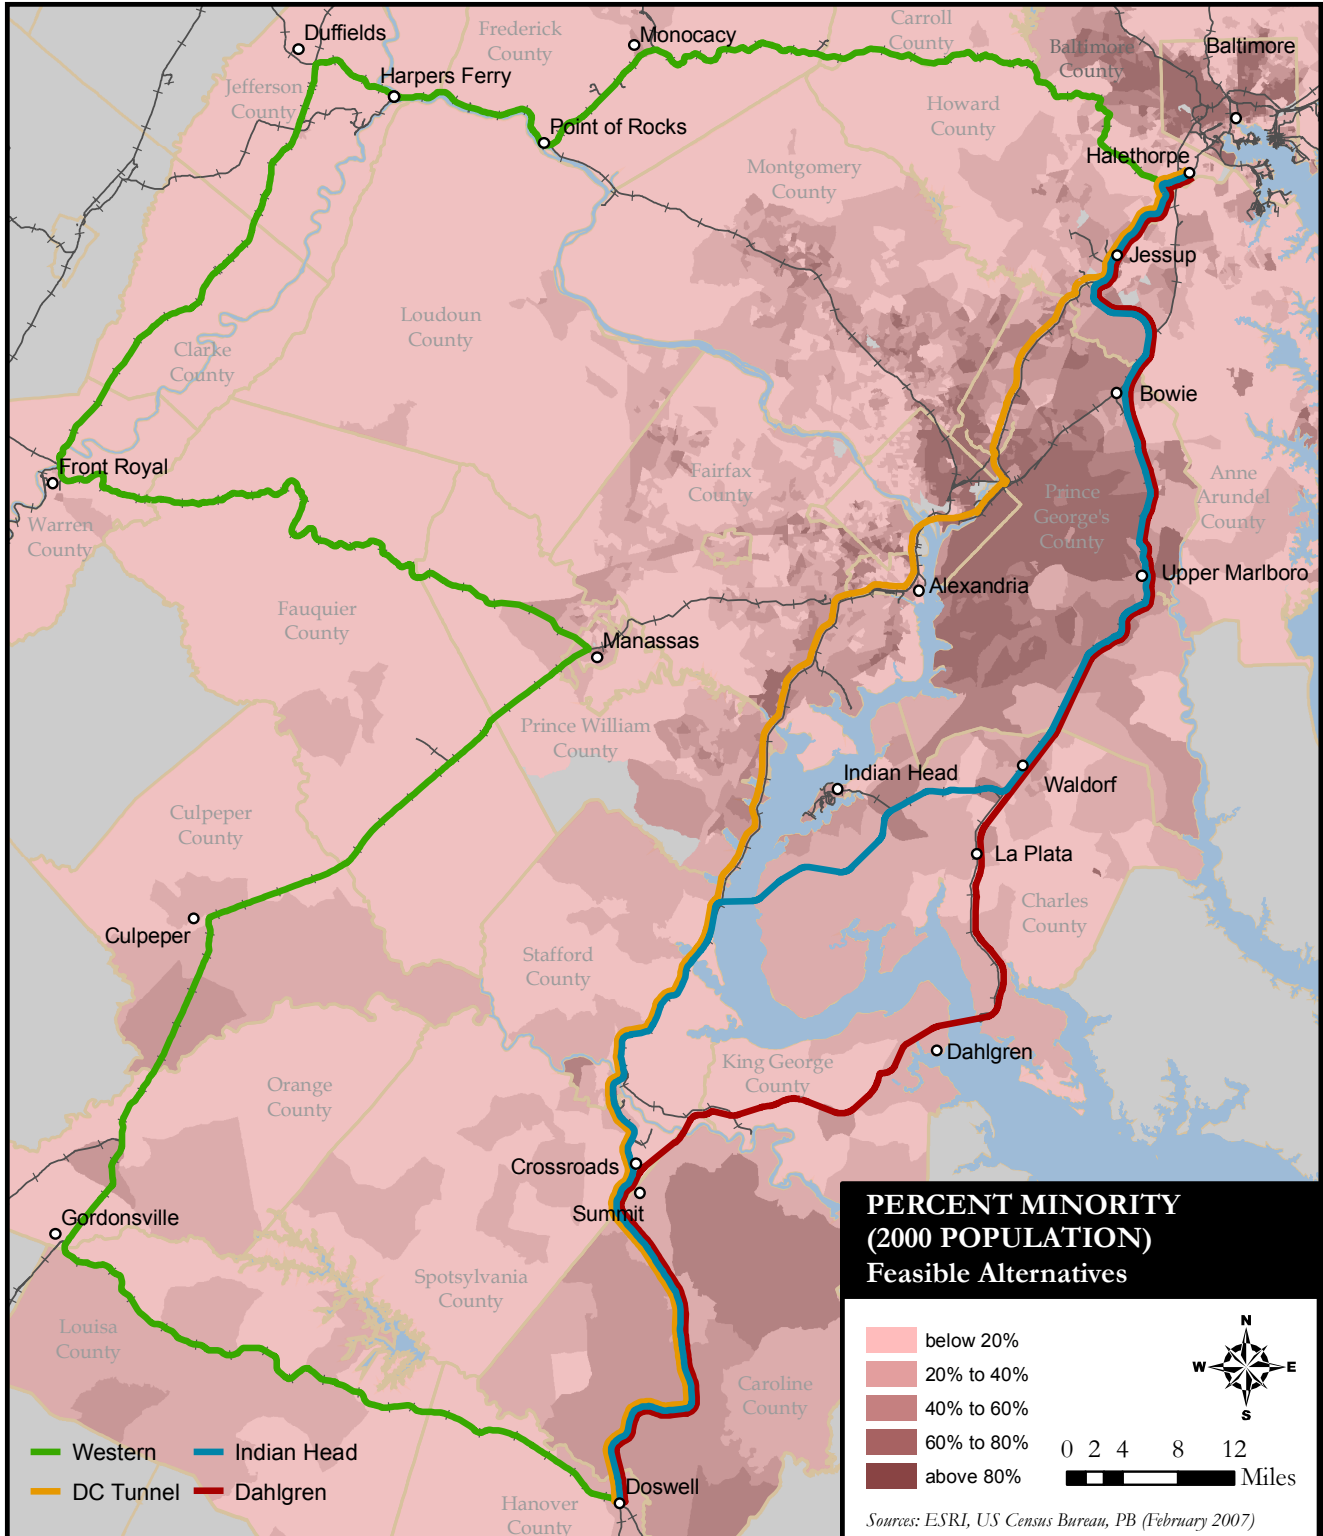 Duffields
Frederick
County
Monocacy
Carroll
County
Baltimore
County
Baltimore
Harpers Ferry
Jefferson
County
Howard
County
Point of Rocks
Halethorpe
Montgomery
County
Jessup
Loudoun
County
Clarke
County
Bowie
Front Royal
Fairfax
County
Anne
Arundel
County
Prince
George's
County
Warren
County
Upper Marlboro
Alexandria
Fauquier
County
Manassas
Prince William
County
Indian Head
Waldorf
Culpeper
County
La Plata
Charles
County
Culpeper
Stafford
County
Dahlgren
King George
County
Orange
County
Crossroads
Summit
Gordonsville
Spotsylvania
County
Louisa
County
Caroline
County
Doswell
Hanover
County
Western
Indian Head
DC Tunnel
Dahlgren
PERCENT MINORITY
(2000 POPULATION)
Feasible Alternatives
below 20%
20% to 40%
40% to 60%
60% to 80%
above 80%
N
W E
S
0 2 4 8 12
Miles
Sources: ESRI, US Census Bureau, PB (February 2007)